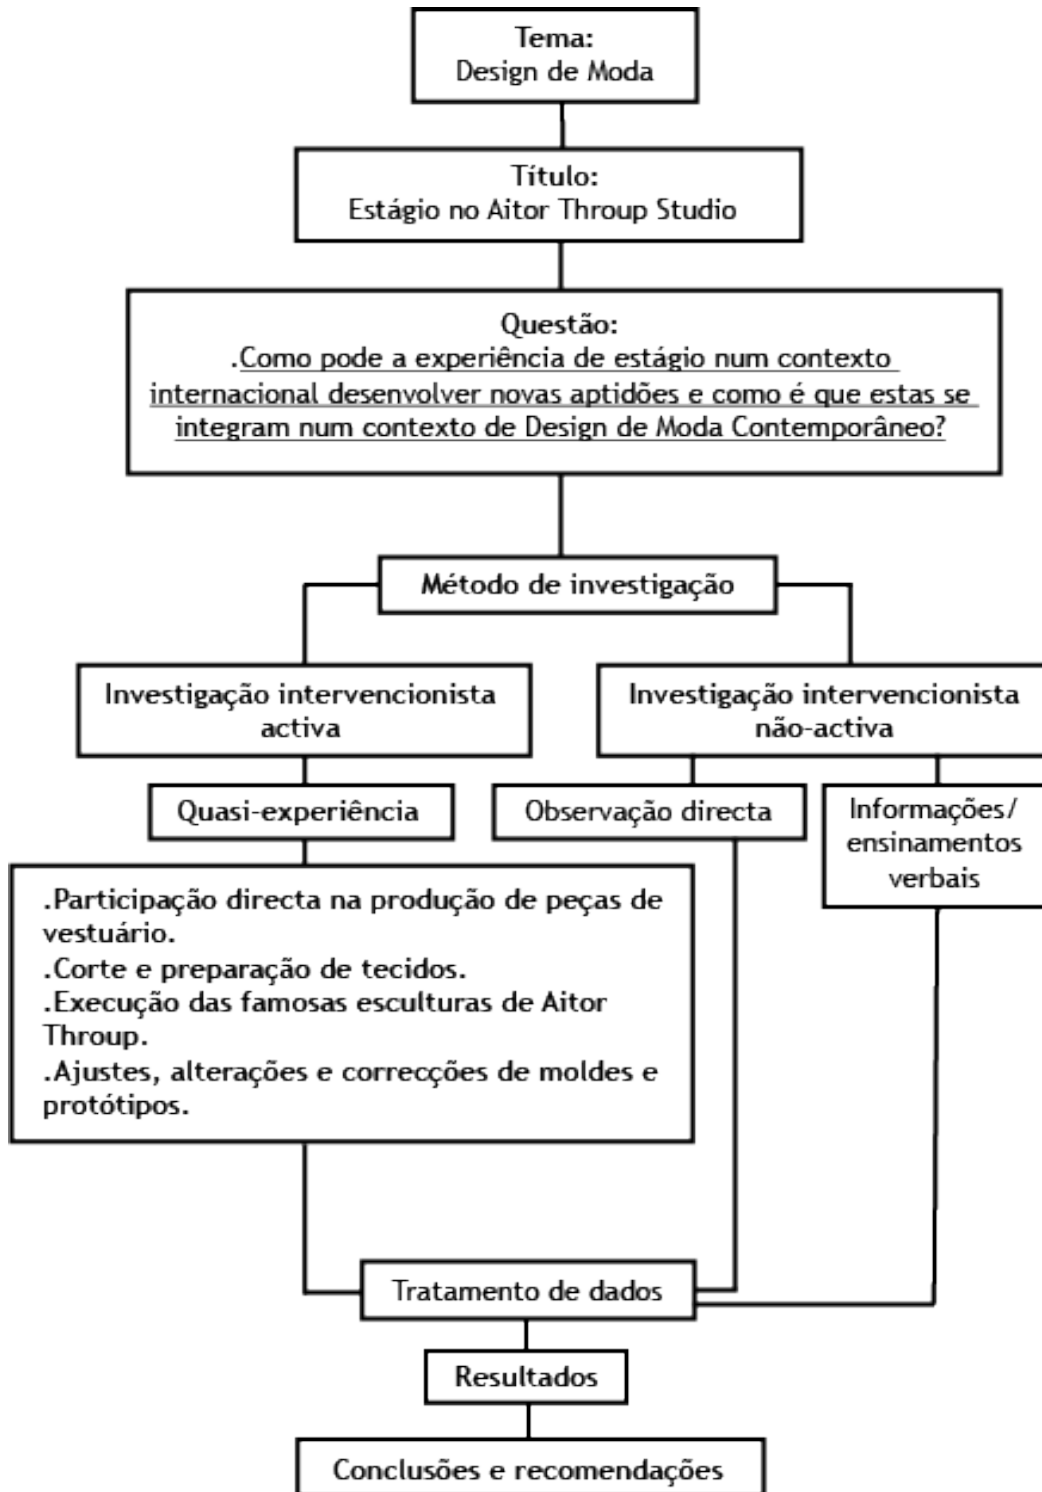 Tema:
Design de Moda
Título:
Estágio no Aitor Throup Studio
Questão:
.Como pode a experiência de estágio num contexto
internacional desenvolver novas aptidões e como é que estas se
integram num contexto de Design de Moda Contemporâneo?
Método de investigação
Investigação intervencionista
activa
Investigação intervencionista
não-activa
Quasi-experiência
Observação directa
Informações/
ensinamentos
verbais
.Participação directa na produção de peças de
vestuário.
.Corte e preparação de tecidos.
.Execução das famosas esculturas de Aitor
Throup.
.Ajustes, alterações e correcções de moldes e
protótipos.
Tratamento de dados
Resultados
Conclusões e recomendações